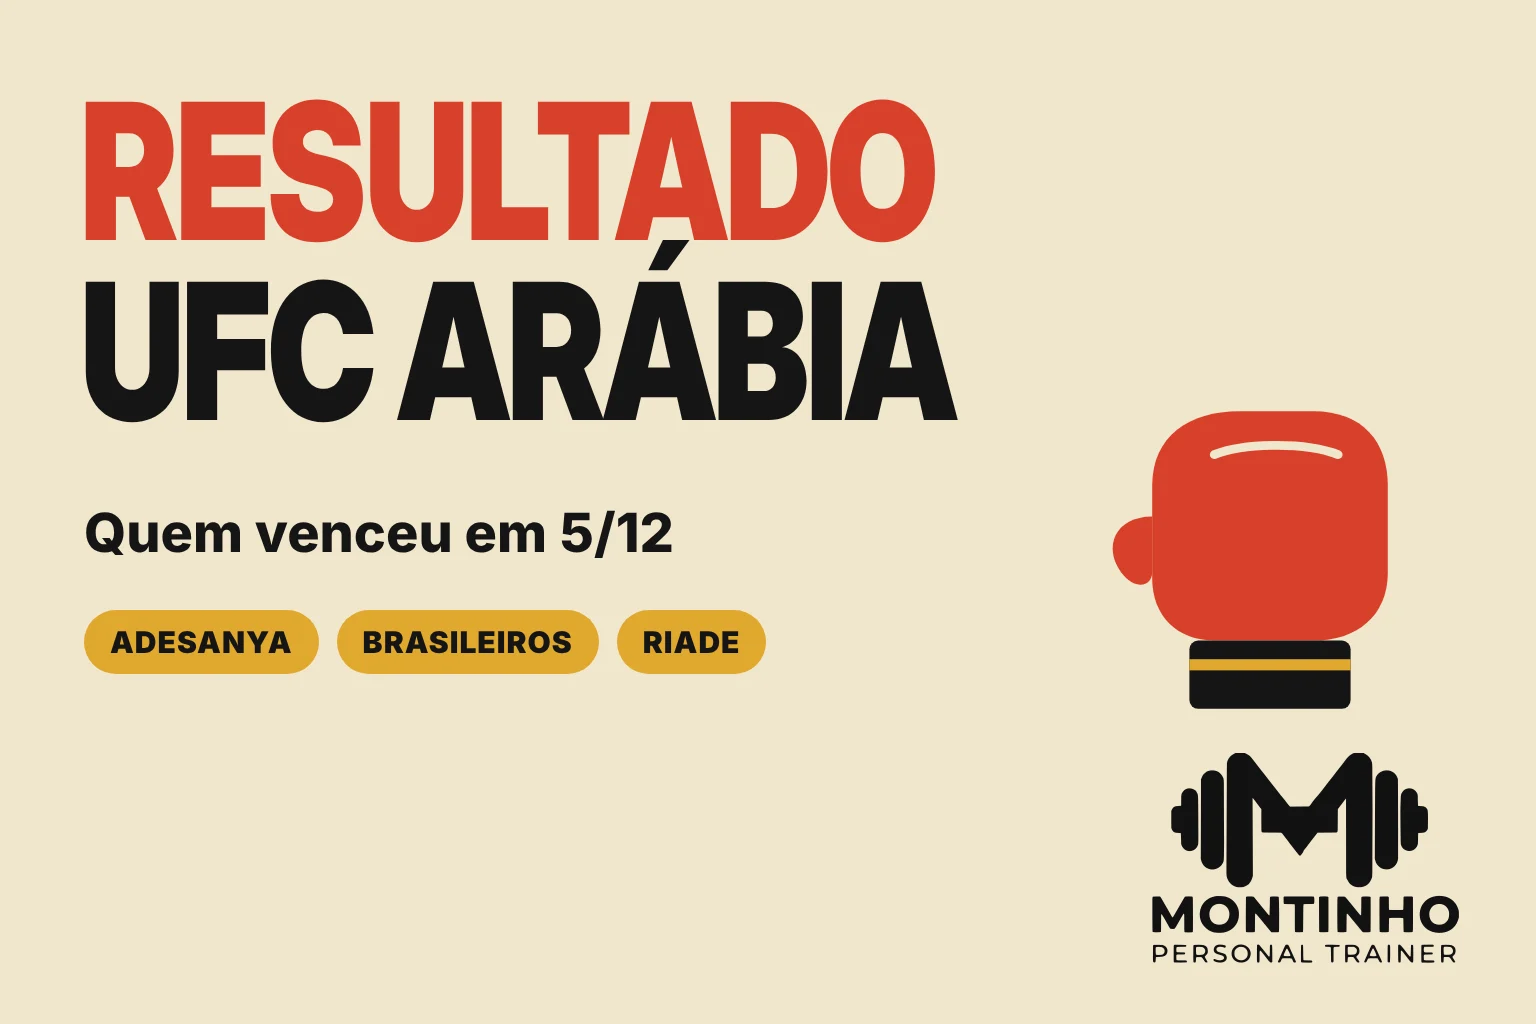 RESULTADO
UFC ARÁBIA
Quem venceu em 5/12
ADESANYA BRASILEIROS RIADE
M
MONTINHO
PERSONAL TRAINER